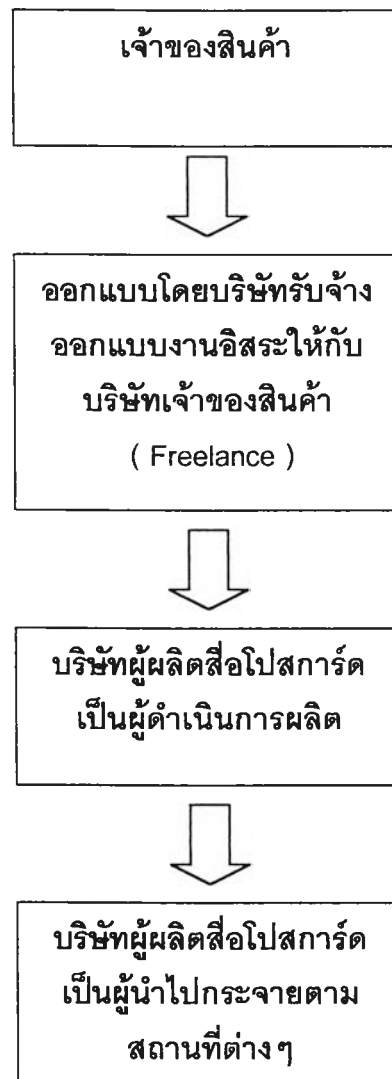 เจ้าของสินค้า
ออกแบบโดยบริษัทรับจ้าง
ออกแบบงานอิสระให้กับ
บริษัทเจ้าของสินค้า
( Freelance )
บริษัทผู้ผลิตสื่อโปสการ์ด
เป็นผู้ดำเนินการผลิต
บริษัทผู้ผลิตสื่อโปสการ์ด
เป็นผู้นำไปกระจายตาม
สถานที่ต่างๆ